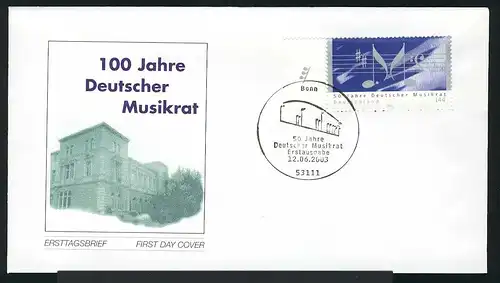 100 Jahre
Deutscher
Musikrat
ERSTTAGSBRIEF FIRST DAY COVER
Bonn
50 Jahre
Deutscher Musikrat
Erstausgabe
12.06.2003
53111
50 Jahre Deutscher Musikrat
Deutschland
144